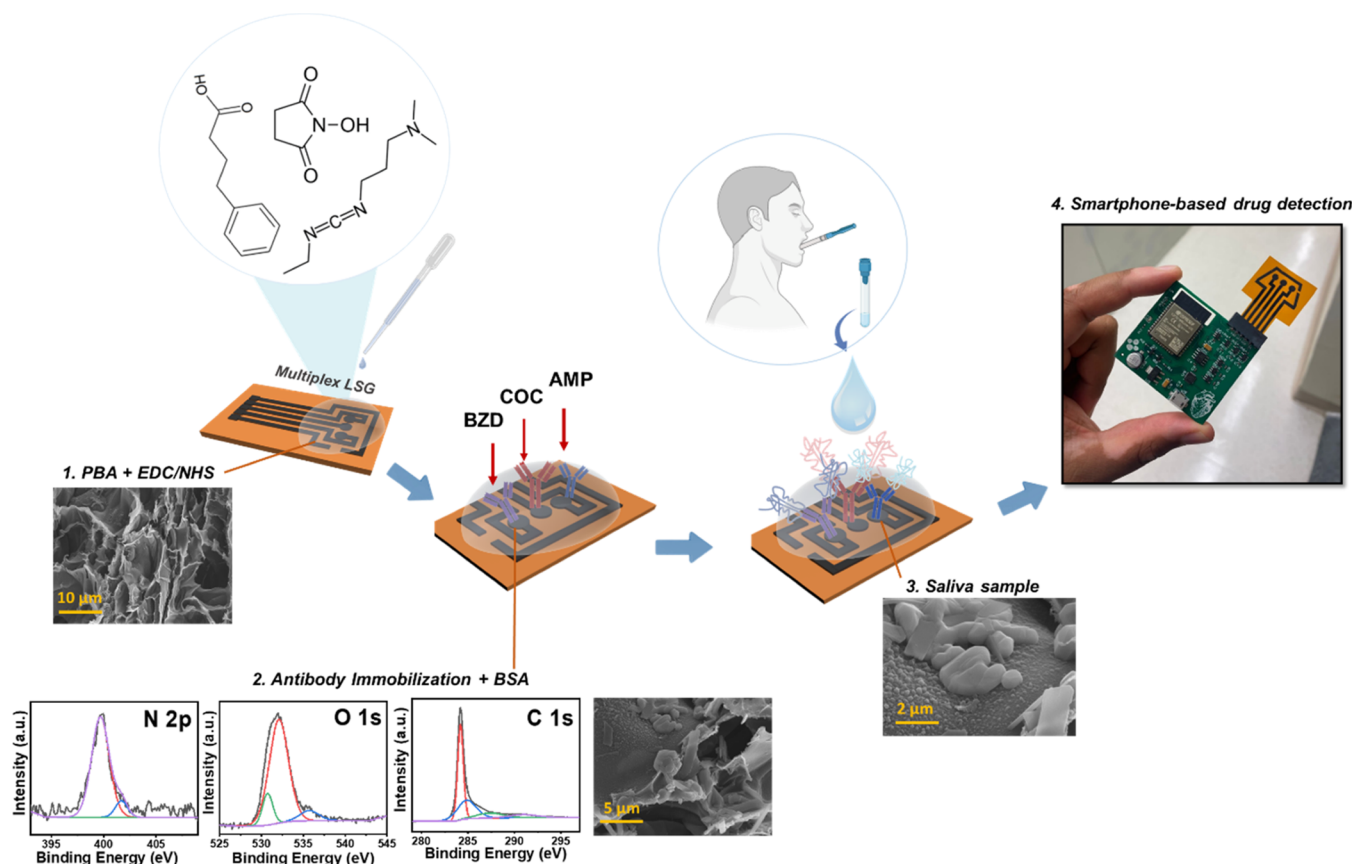 HO
O
O
N
OH
O
N
N
C
N
4. Smartphone-based drug detection
Multiplex LSG
AMP
COC
BZD
1. PBA + EDC/NHS
10 µm
3. Saliva sample
2 µm
2. Antibody Immobilization + BSA
N 2p
Intensity (a.u.)
395 400 405
Binding Energy (eV)
O 1s
Intensity (a.u.)
525 530 535 540 545
Binding Energy (eV)
C 1s
Intensity (a.u.)
280 285 290 295
Binding Energy (eV)
5 µm